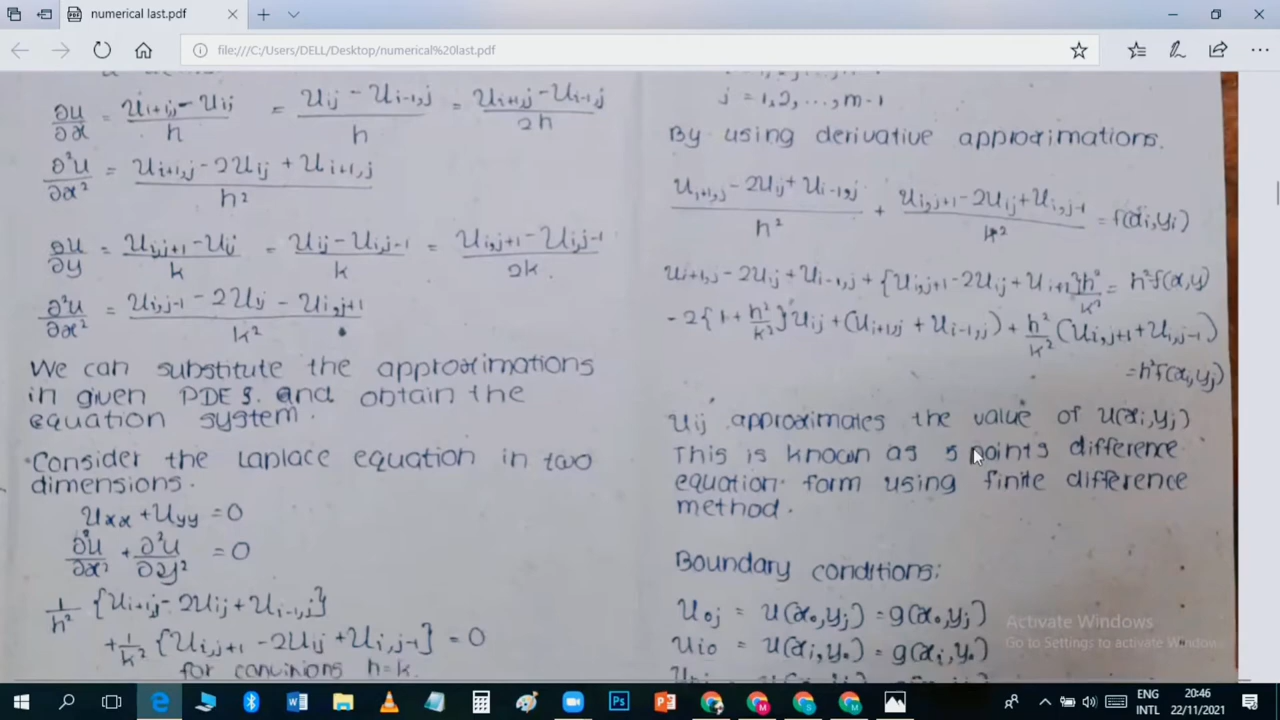 numerical last.pdf
file:///C:/Users/DELL/Desktop/numerical%20last.pdf
∂u/∂x = (u_{i+1,j} - u_{ij})/h = (u_{ij} - u_{i-1,j})/h = (u_{i+1,j} - u_{i-1,j})/2h
∂²u/∂x² = (u_{i+1,j} - 2u_{ij} + u_{i+1,j})/h²
∂u/∂y = (u_{i,j+1} - u_{ij})/k = (u_{ij} - u_{i,j-1})/k = (u_{i,j+1} - u_{i,j-1})/2k.
∂²u/∂x² = (u_{i,j-1} - 2u_{ij} - u_{i,j+1})/k²
We can substitute the approximations
in given PDE s. and obtain the
equation system.
Consider the Laplace equation in two
dimensions.
u_{xx} + u_{yy} = 0
∂²u/∂x² + ∂²u/∂y² = 0
1/h² {u_{i+1,j} - 2u_{ij} + u_{i-1,j}}
+ 1/k² {u_{i,j+1} - 2u_{ij} + u_{i,j-1}} = 0
for convinions h=k.
j = 1,2, ..., m-1
By using derivative approximations.
(u_{i+1,j} - 2u_{ij} + u_{i-1,j})/h² + (u_{i,j+1} - 2u_{ij} + u_{i,j-1})/k² = f(x_i,y_j)
u_{i+1,j} - 2u_{ij} + u_{i-1,j} + {u_{i,j+1} - 2u_{ij} + u_{i+1}} h²/k² = h²f(x,y)
-2{1 + h²/k²}u_{ij} + (u_{i+1,j} + u_{i-1,j}) + h²/k² (u_{i,j+1} + u_{i,j-1})
= h²f(x_i,y_j)
u_{ij} approximates the value of u(x_i,y_j)
This is known as 5 points difference
equation form using finite difference
method.
Boundary conditions:
u_{0j} = u(x_0,y_j) = g(x_0,y_j)
u_{i0} = u(x_i,y_0) = g(x_i,y_0)
Activate Windows
Go to Settings to activate Windows
ENG
INTL
20:46
22/11/2021